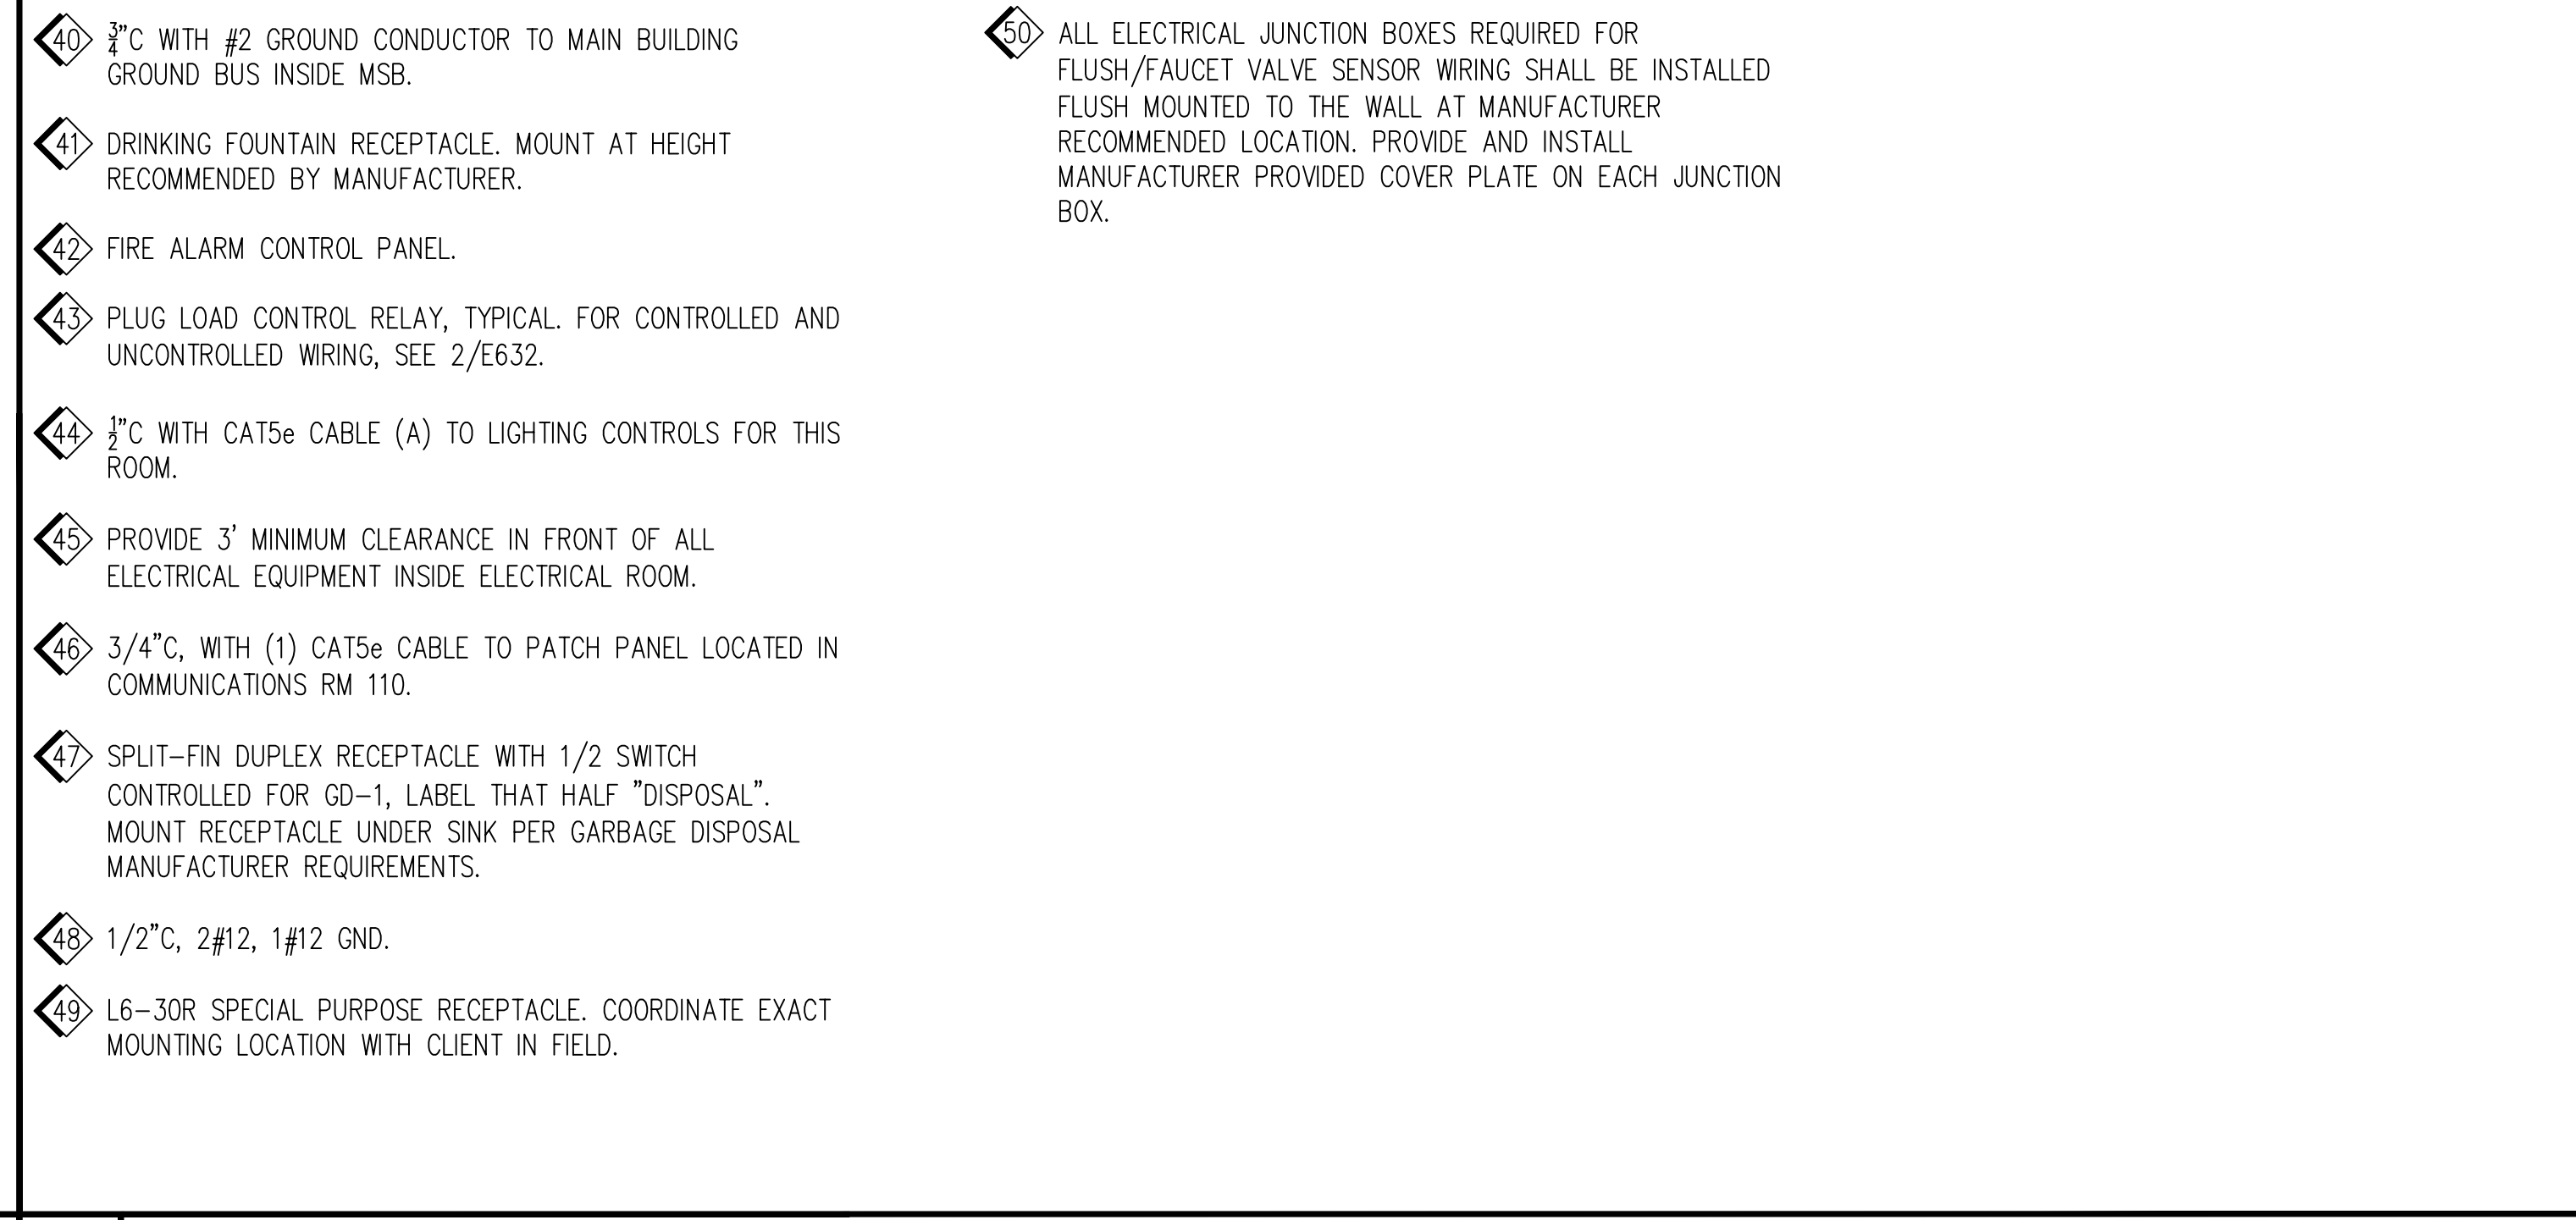 40 ¾"C WITH #2 GROUND CONDUCTOR TO MAIN BUILDING
GROUND BUS INSIDE MSB.
41 DRINKING FOUNTAIN RECEPTACLE. MOUNT AT HEIGHT
RECOMMENDED BY MANUFACTURER.
42 FIRE ALARM CONTROL PANEL.
43 PLUG LOAD CONTROL RELAY, TYPICAL. FOR CONTROLLED AND
UNCONTROLLED WIRING, SEE 2/E632.
44 ½"C WITH CAT5e CABLE (A) TO LIGHTING CONTROLS FOR THIS
ROOM.
45 PROVIDE 3' MINIMUM CLEARANCE IN FRONT OF ALL
ELECTRICAL EQUIPMENT INSIDE ELECTRICAL ROOM.
46 3/4"C, WITH (1) CAT5e CABLE TO PATCH PANEL LOCATED IN
COMMUNICATIONS RM 110.
47 SPLIT-FIN DUPLEX RECEPTACLE WITH 1/2 SWITCH
CONTROLLED FOR GD-1, LABEL THAT HALF "DISPOSAL".
MOUNT RECEPTACLE UNDER SINK PER GARBAGE DISPOSAL
MANUFACTURER REQUIREMENTS.
48 1/2"C, 2#12, 1#12 GND.
49 L6-30R SPECIAL PURPOSE RECEPTACLE. COORDINATE EXACT
MOUNTING LOCATION WITH CLIENT IN FIELD.
50 ALL ELECTRICAL JUNCTION BOXES REQUIRED FOR
FLUSH/FAUCET VALVE SENSOR WIRING SHALL BE INSTALLED
FLUSH MOUNTED TO THE WALL AT MANUFACTURER
RECOMMENDED LOCATION. PROVIDE AND INSTALL
MANUFACTURER PROVIDED COVER PLATE ON EACH JUNCTION
BOX.